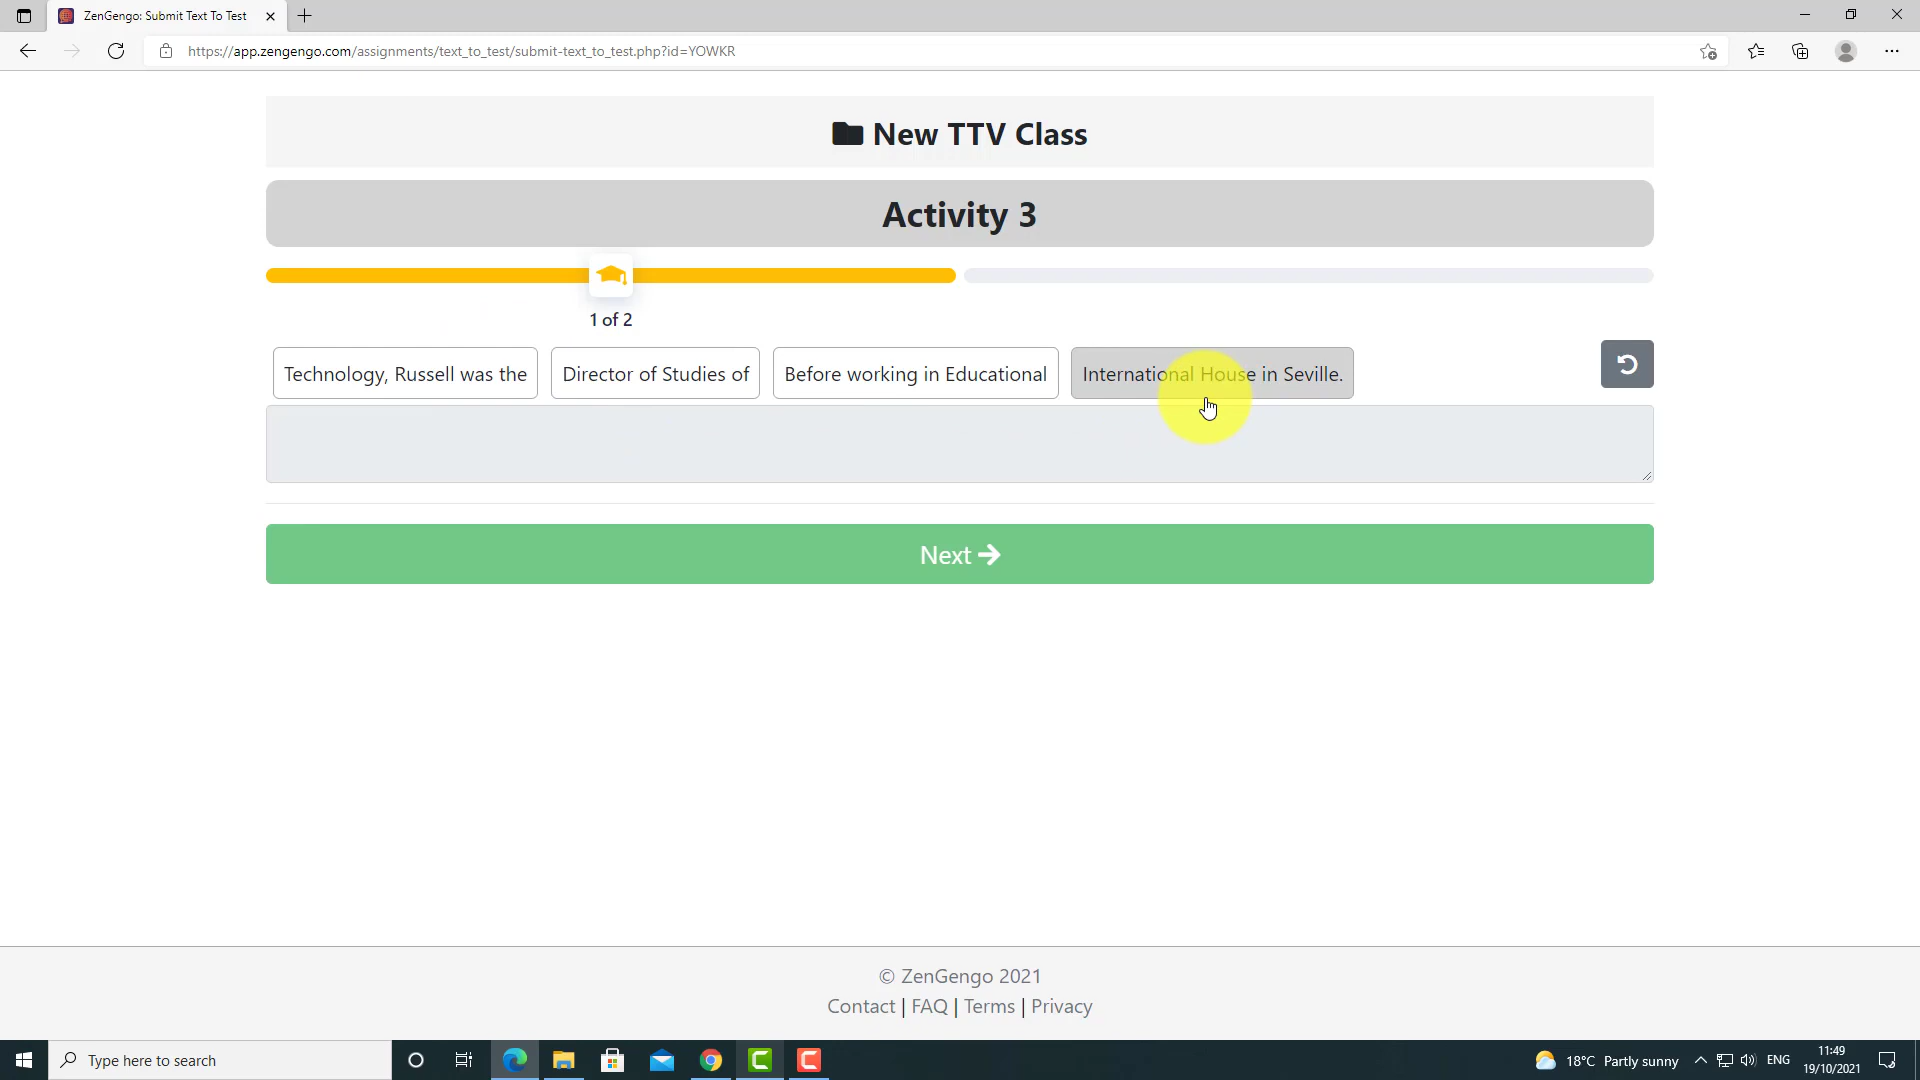 ZenGengo: Submit Text To Test
https://app.zengengo.com/assignments/text_to_test/submit-text_to_test.php?id=YOWKR
New TTV Class
Activity 3
1 of 2
Technology, Russell was the
Director of Studies of
Before working in Educational
International House in Seville.
Next
© ZenGengo 2021
Contact | FAQ | Terms | Privacy
Type here to search
18°C Partly sunny
ENG
11:49
19/10/2021